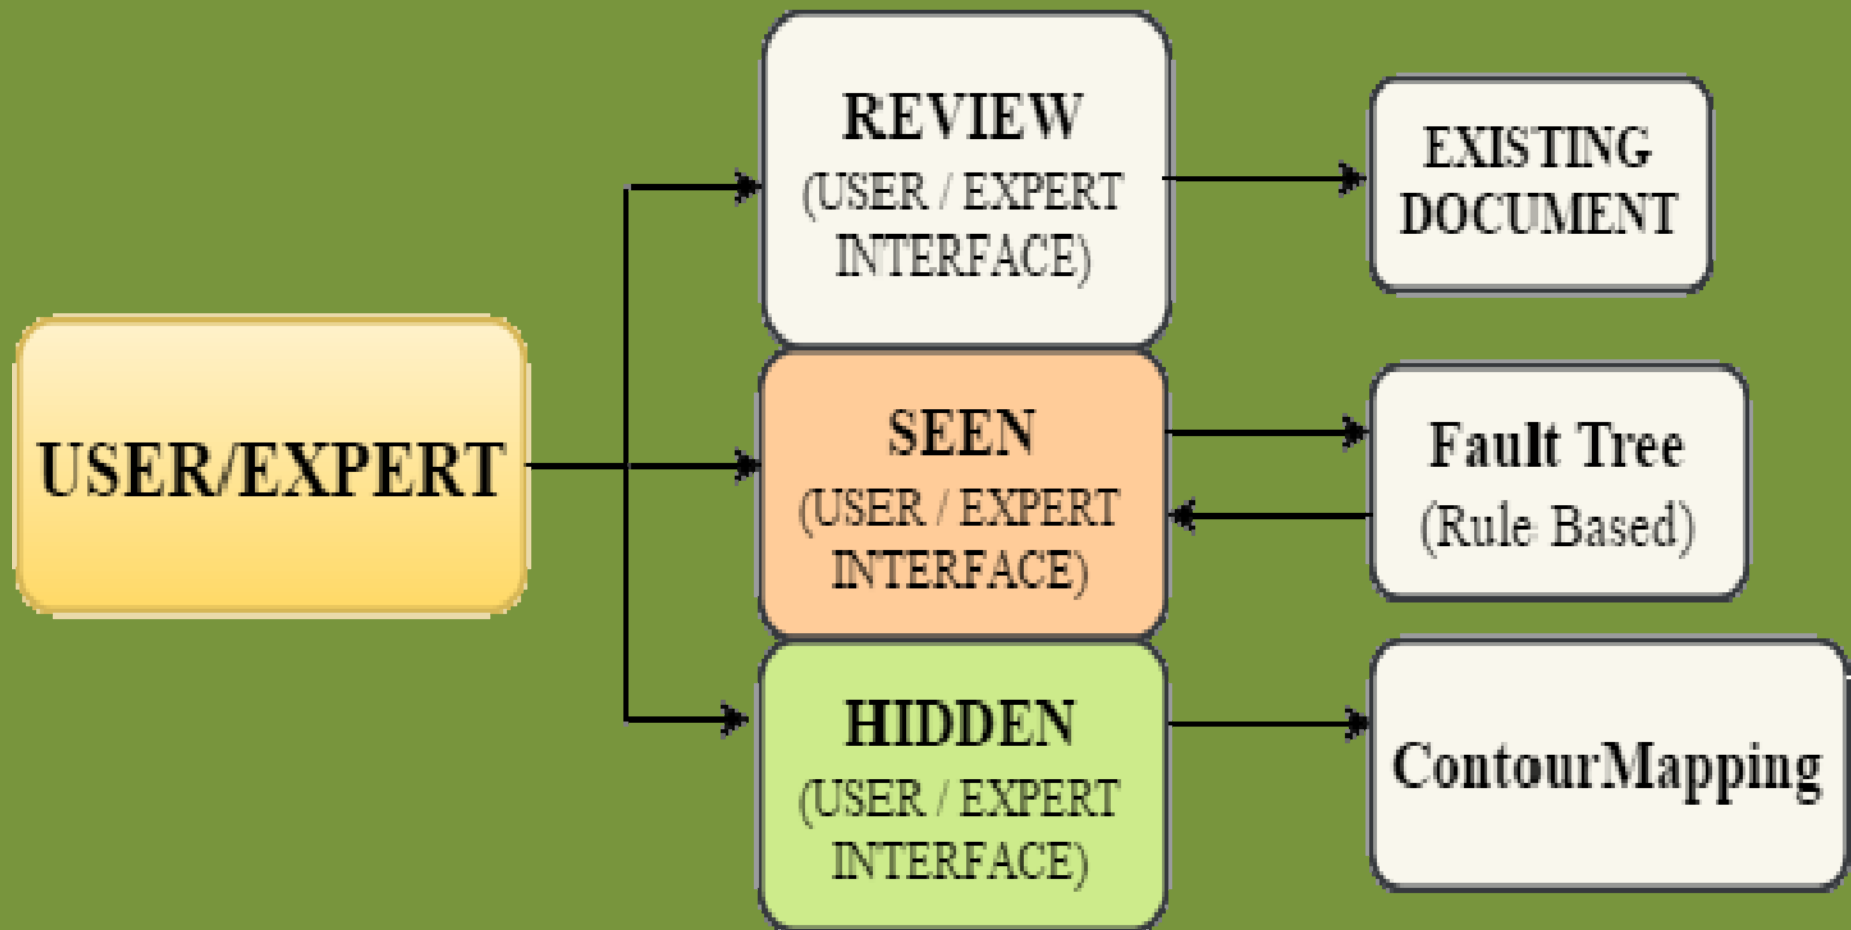 REVIEW
(USER / EXPERT
INTERFACE)
EXISTING
DOCUMENT
USER/EXPERT
SEEN
(USER / EXPERT
INTERFACE)
Fault Tree
(Rule Based)
HIDDEN
(USER / EXPERT
INTERFACE)
ContourMapping